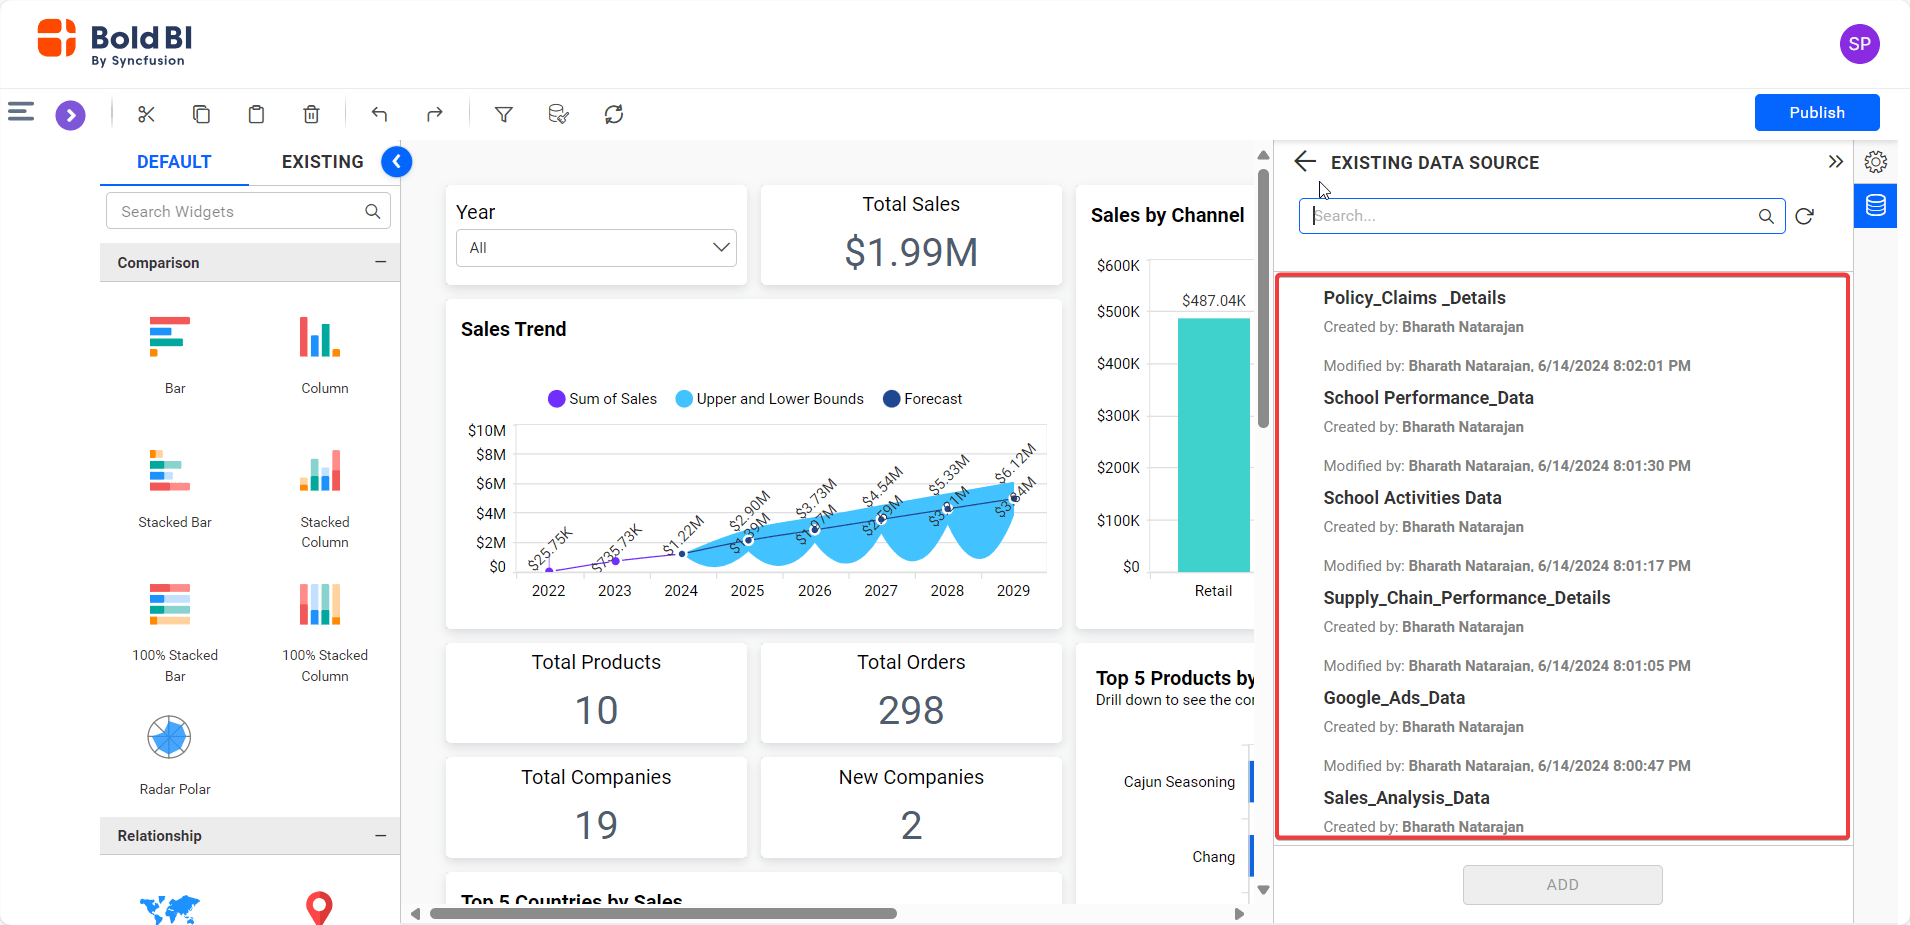 Bold BI
By Syncfusion
SP
Publish
DEFAULT
EXISTING
Search Widgets
Comparison
Bar
Column
Stacked Bar
Stacked
Column
100% Stacked
Bar
100% Stacked
Column
Radar Polar
Relationship
Year
All
Total Sales
$1.99M
Sales Trend
Sum of Sales
Upper and Lower Bounds
Forecast
$10M
$8M
$6M
$4M
$2M
$0
$25.75K
$735.73K
$1.22M
$2.90M
$1.39M
$3.73M
$1.97M
$4.54M
$2.59M
$5.33M
$3.21M
$6.12M
$3.84M
2022
2023
2024
2025
2026
2027
2028
2029
Sales by Channel
$600K
$500K
$400K
$300K
$200K
$100K
$0
$487.04K
Retail
Total Products
10
Total Orders
298
Total Companies
19
New Companies
2
Top 5 Products by
Drill down to see the cor
Cajun Seasoning
Chang
Top 5 Countries by Sales
EXISTING DATA SOURCE
Search...
Policy_Claims _Details
Created by: Bharath Natarajan
Modified by: Bharath Natarajan, 6/14/2024 8:02:01 PM
School Performance_Data
Created by: Bharath Natarajan
Modified by: Bharath Natarajan, 6/14/2024 8:01:30 PM
School Activities Data
Created by: Bharath Natarajan
Modified by: Bharath Natarajan, 6/14/2024 8:01:17 PM
Supply_Chain_Performance_Details
Created by: Bharath Natarajan
Modified by: Bharath Natarajan, 6/14/2024 8:01:05 PM
Google_Ads_Data
Created by: Bharath Natarajan
Modified by: Bharath Natarajan, 6/14/2024 8:00:47 PM
Sales_Analysis_Data
Created by: Bharath Natarajan
ADD